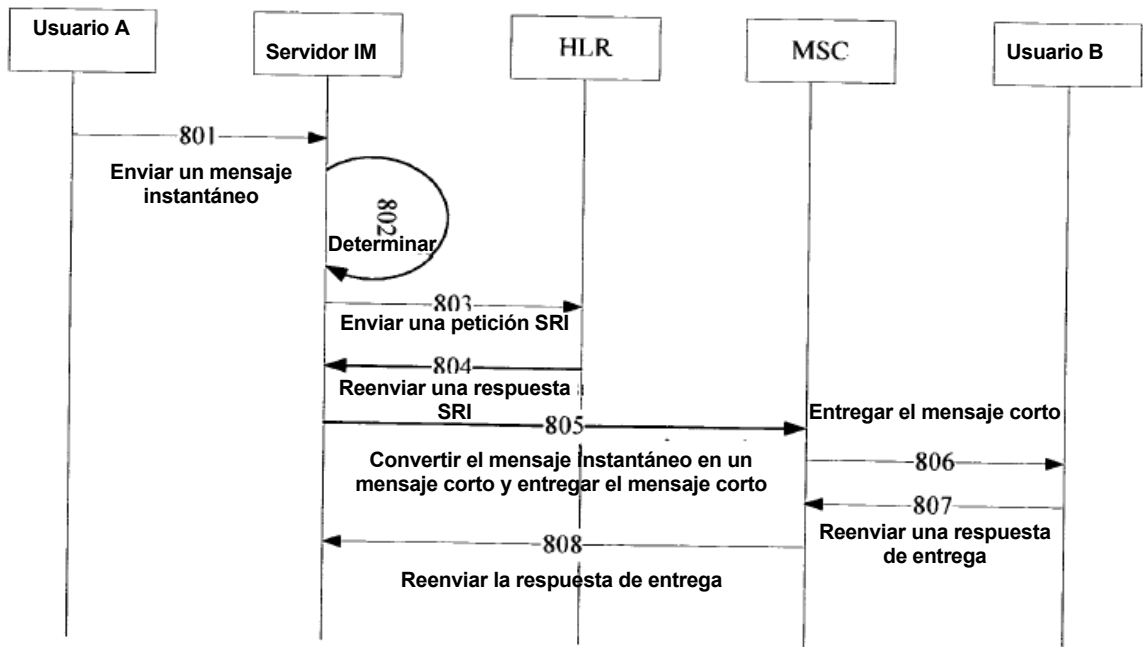 Usuario A
Servidor IM
HLR
MSC
Usuario B
801
Enviar un mensaje
instantáneo
802
Determinar
803
Enviar una petición SRI
804
Reenviar una respuesta
SRI
805
Convertir el mensaje instantáneo en un
mensaje corto y entregar el mensaje corto
Entregar el mensaje corto
806
807
Reenviar una respuesta
de entrega
808
Reenviar la respuesta de entrega